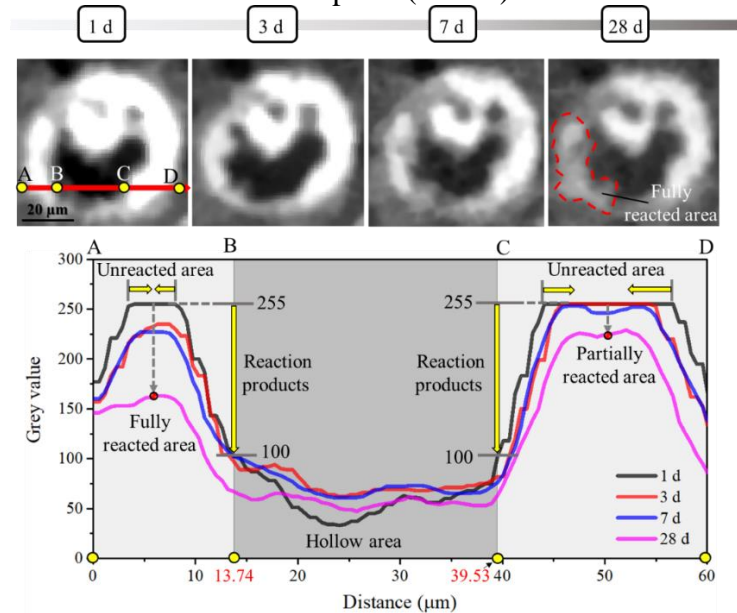 1 d 3 d 7 d 28 d
A B C D
20 μm
Fully
reacted area
A B C D
300
250
200
150
100
50
0
Grey value
Unreacted area
255
Reaction
products
100
Fully
reacted area
Hollow area
255
Reaction
products
100
Unreacted area
Partially
reacted area
1 d
3 d
7 d
28 d
0 10 13.74 20 30 39.53 40 50 60
Distance (μm)